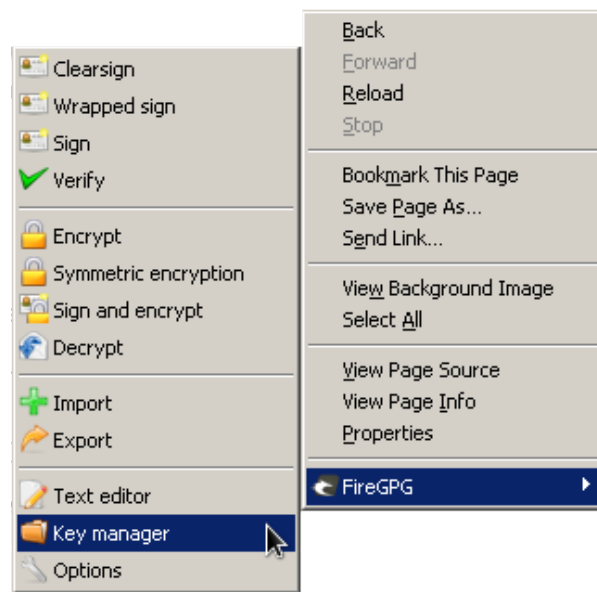 Clearsign
Wrapped sign
Sign
Verify
Encrypt
Symmetric encryption
Sign and encrypt
Decrypt
Import
Export
Text editor
Key manager
Options
Back
Forward
Reload
Stop
Bookmark This Page
Save Page As...
Send Link...
View Background Image
Select All
View Page Source
View Page Info
Properties
FireGPG